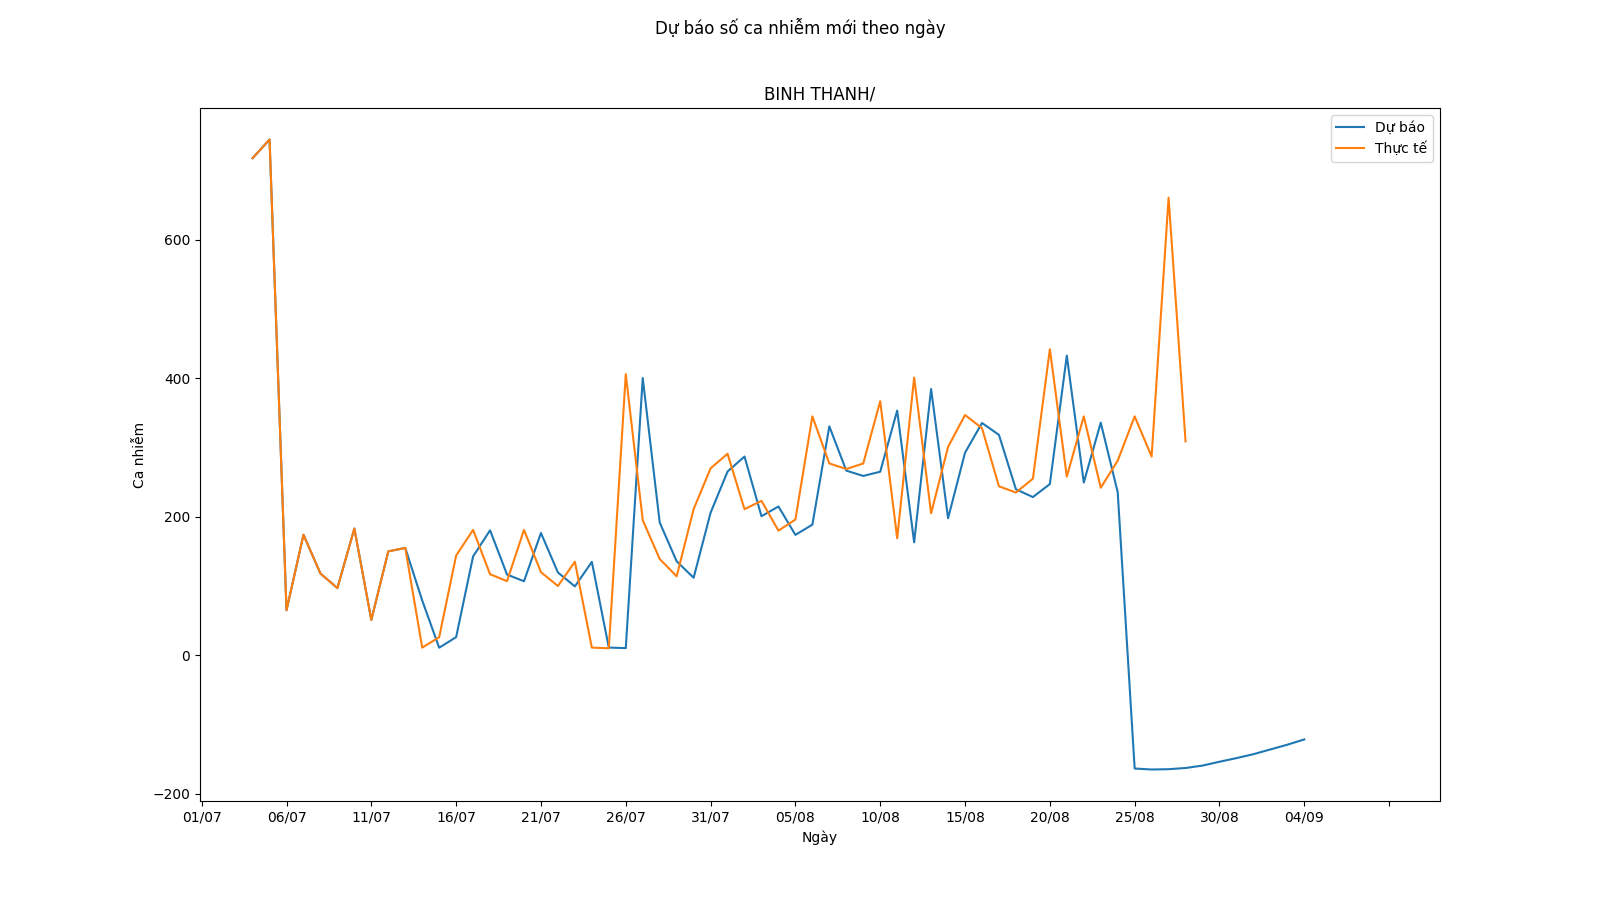 Dự báo số ca nhiễm mới theo ngày
BINH THANH/
Dự báo
Thực tế
600
400
200
0
−200
Ca nhiễm
01/07 06/07 11/07 16/07 21/07 26/07 31/07 05/08 10/08 15/08 20/08 25/08 30/08 04/09
Ngày